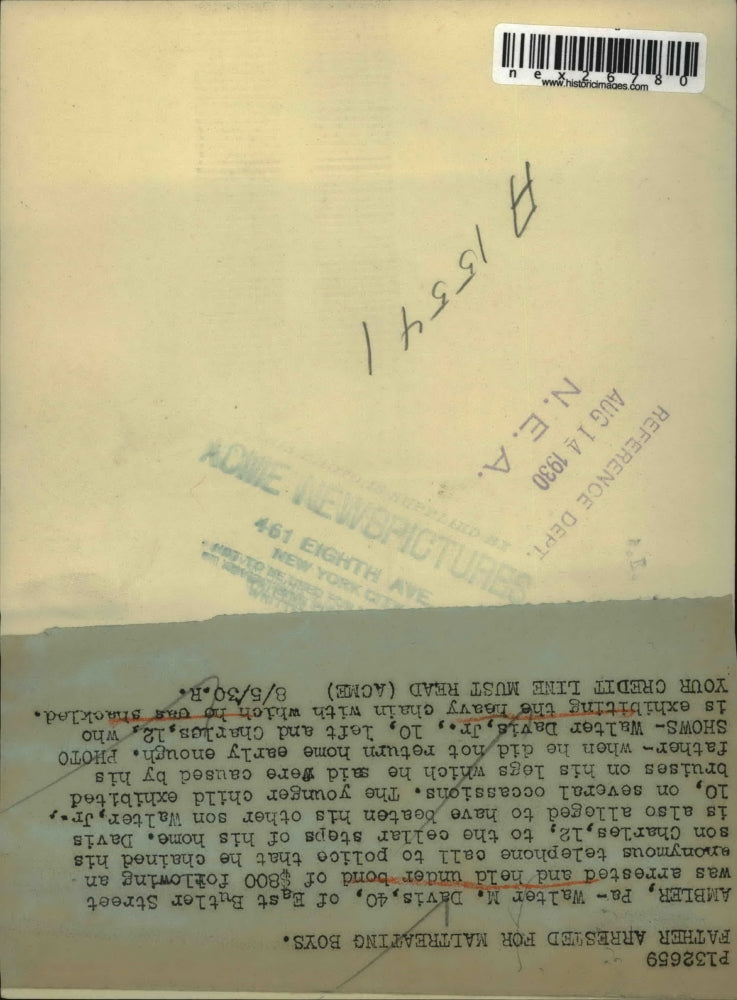 nex26780
www.historicimages.com
A 15541
REFERENCE DEPT.
AUG 14 1930
N. E. A.
ACME NEWSPICTURES
461 EIGHTH AVE
NEW YORK CITY
P132659
FATHER ARRESTED FOR MALTREATING BOYS.
AMBLER, Pa- Walter M. Davis,40, of East Butler Street
was arrested and held under bond of $800 following an
anonymous telephone call to police that he chained his
son Charles,12, to the cellar steps of his home. Davis
is also alleged to have beaten his other son Walter,Jr.,
10, on several occassions. The younger child exhibited
bruises on his legs which he said were caused by his
father- when he did not return home early enough. PHOTO
SHOWS- Walter Davis,Jr., 10, left and Charles,12, who
is exhibiting the heavy chain with which he was shackled.
YOUR CREDIT LINE MUST READ (ACME) 8/5/30.R.